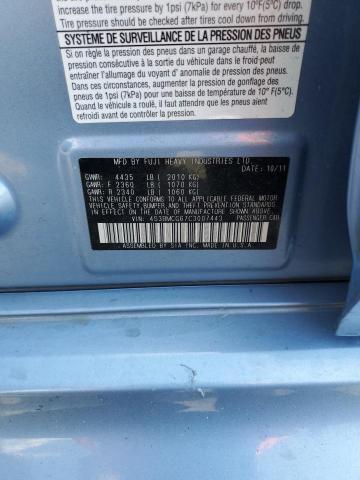 increase the tire pressure by 1psi (7kPa) for every 10°F(5°C) drop
Tire pressure should be checked after tires cool down from driving.
SYSTÈME DE SURVEILLANCE DE LA PRESSION DES PNEUS
Si on règle la pression des pneus dans un garage chauffé, la baisse de
pression consécutive à la sortie du véhicule dans le froid peut
entraîner l'allumage du voyant d' anomalie de pression des pneus.
Dans ces circonstances, augmenter la pression de gonflage des
pneus de 1psi (7kPa) pour une baisse de température de 10° F(5°C).
Quand le véhicule a roulé, il faut
attendre que les pneus aient refroidi
MFD BY FUJI HEAVY INDUSTRIES LTD.
DATE: 10/11
GVWR: 4435 LB ( 2010 KG)
GAWR: F 2360 LB ( 1070 KG)
GAWR: R 2340 LB ( 1060 KG)
THIS VEHICLE CONFORMS TO ALL APPLICABLE FEDERAL MOTOR
VEHICLE SAFETY, BUMPER, AND THEFT PREVENTION STANDARDS
IN EFFECT ON THE DATE OF MANUFACTURE SHOWN ABOVE.
VIN: 4S3BMCG67C3007443 PASSENGER CAR
ASSEMBLED BY SIA INC. MADE IN U.S.A.